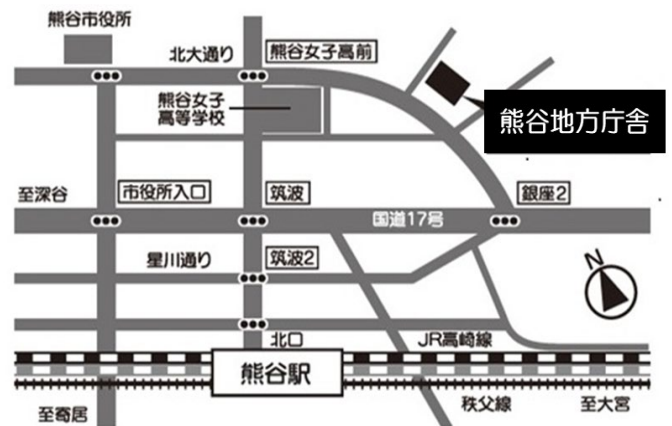 熊谷市役所
北大通り
熊谷女子高前
熊谷女子
高等学校
熊谷地方庁舎
至深谷
市役所入口
筑波
国道17号
銀座2
星川通り
筑波2
N
北口
JR高崎線
熊谷駅
至寄居
秩父線
至大宮